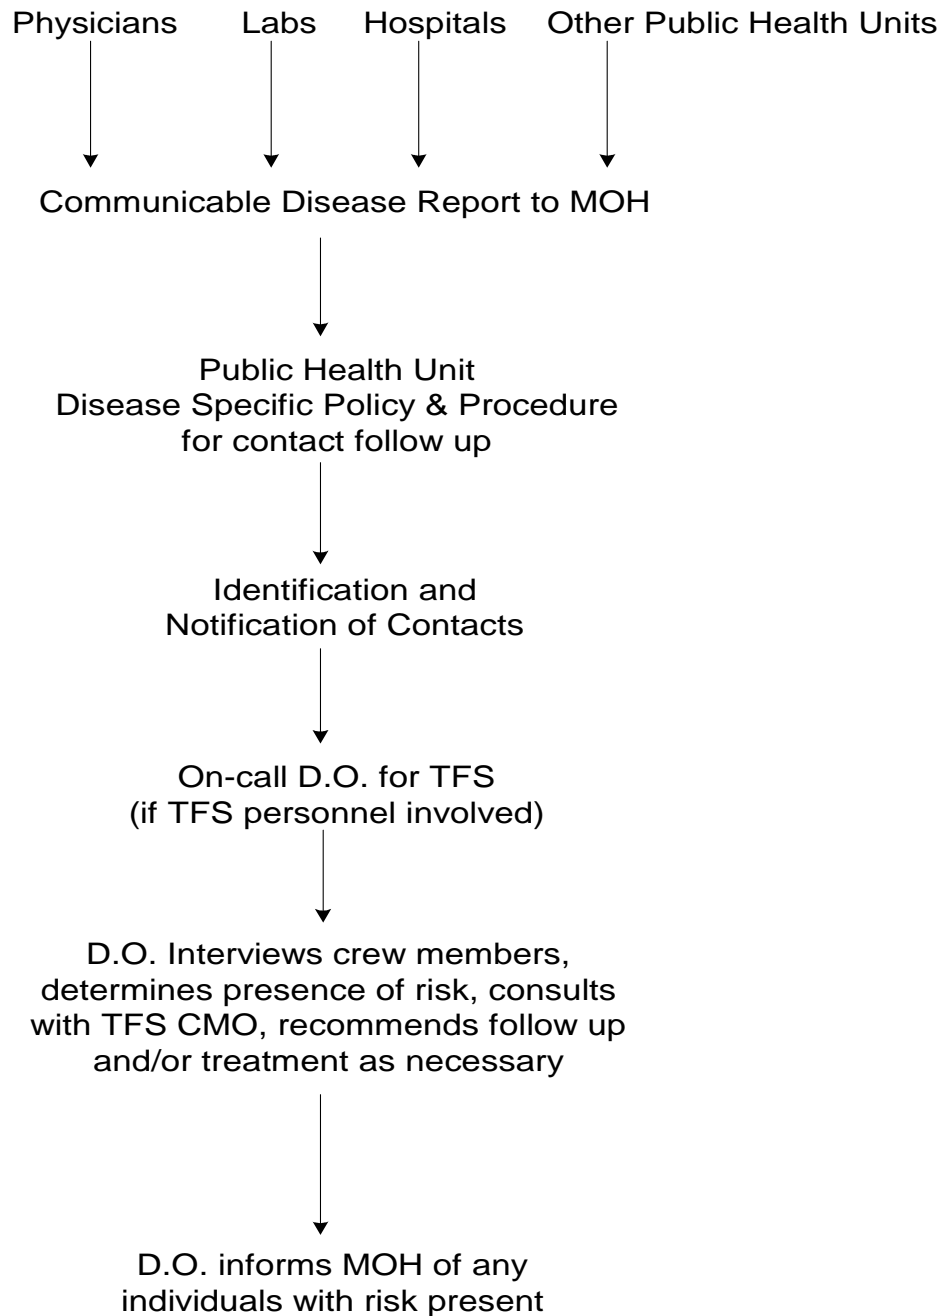 Physicians Labs Hospitals Other Public Health Units
Communicable Disease Report to MOH
Public Health Unit
Disease Specific Policy & Procedure
for contact follow up
Identification and
Notification of Contacts
On-call D.O. for TFS
(if TFS personnel involved)
D.O. Interviews crew members,
determines presence of risk, consults
with TFS CMO, recommends follow up
and/or treatment as necessary
D.O. informs MOH of any
individuals with risk present